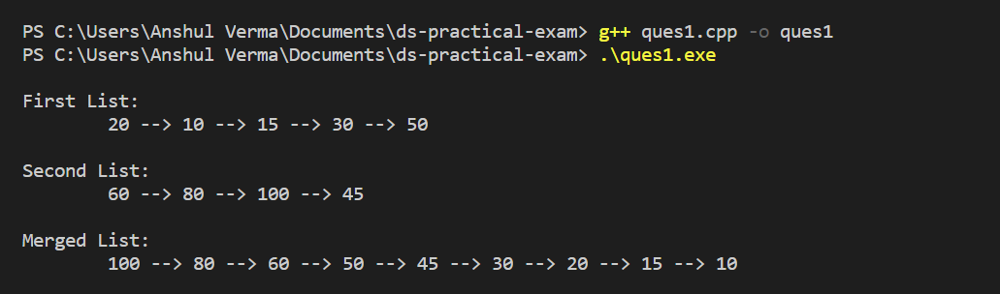 PS C:\Users\Anshul Verma\Documents\ds-practical-exam> g++ ques1.cpp -o ques1
PS C:\Users\Anshul Verma\Documents\ds-practical-exam> .\ques1.exe
First List:
20 --> 10 --> 15 --> 30 --> 50
Second List:
60 --> 80 --> 100 --> 45
Merged List:
100 --> 80 --> 60 --> 50 --> 45 --> 30 --> 20 --> 15 --> 10